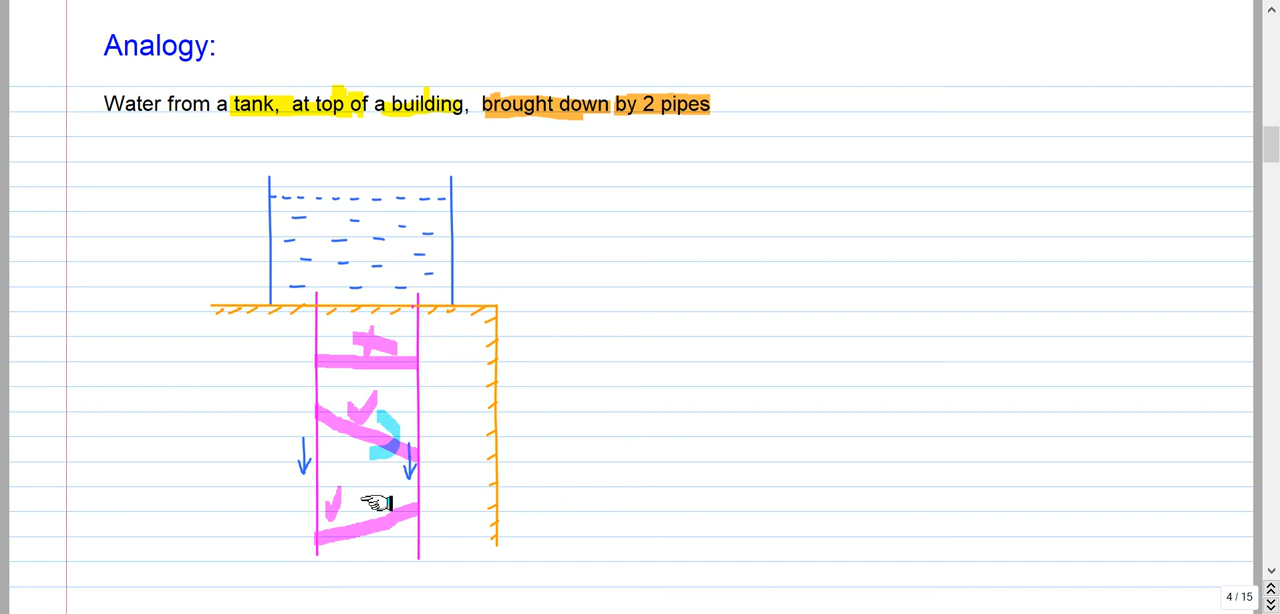 Analogy:
Water from a tank, at top of a building, brought down by 2 pipes
4 / 15